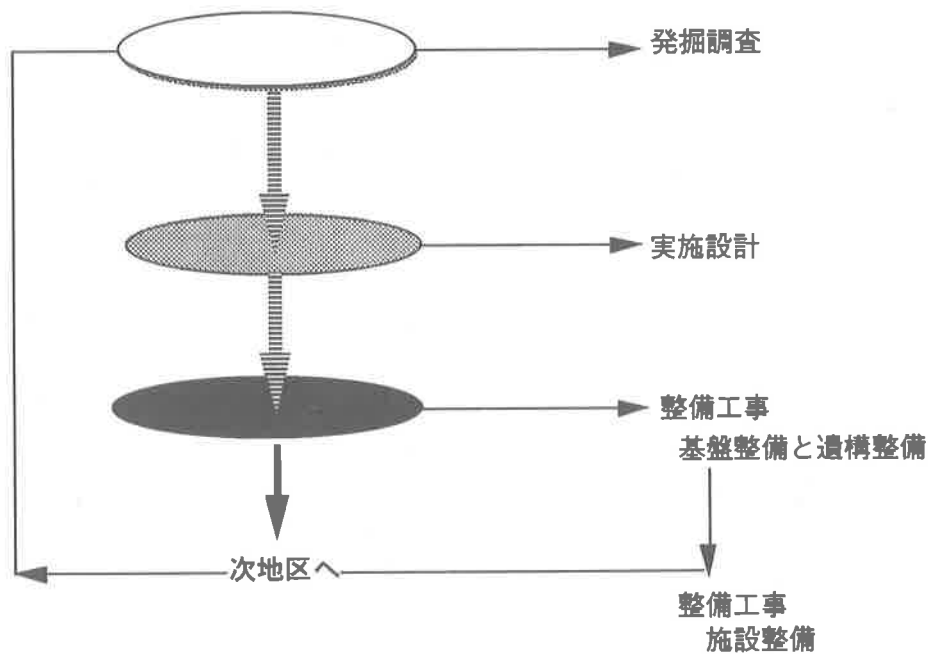 発掘調査
実施設計
整備工事
基盤整備と遺構整備
次地区へ
整備工事
施設整備